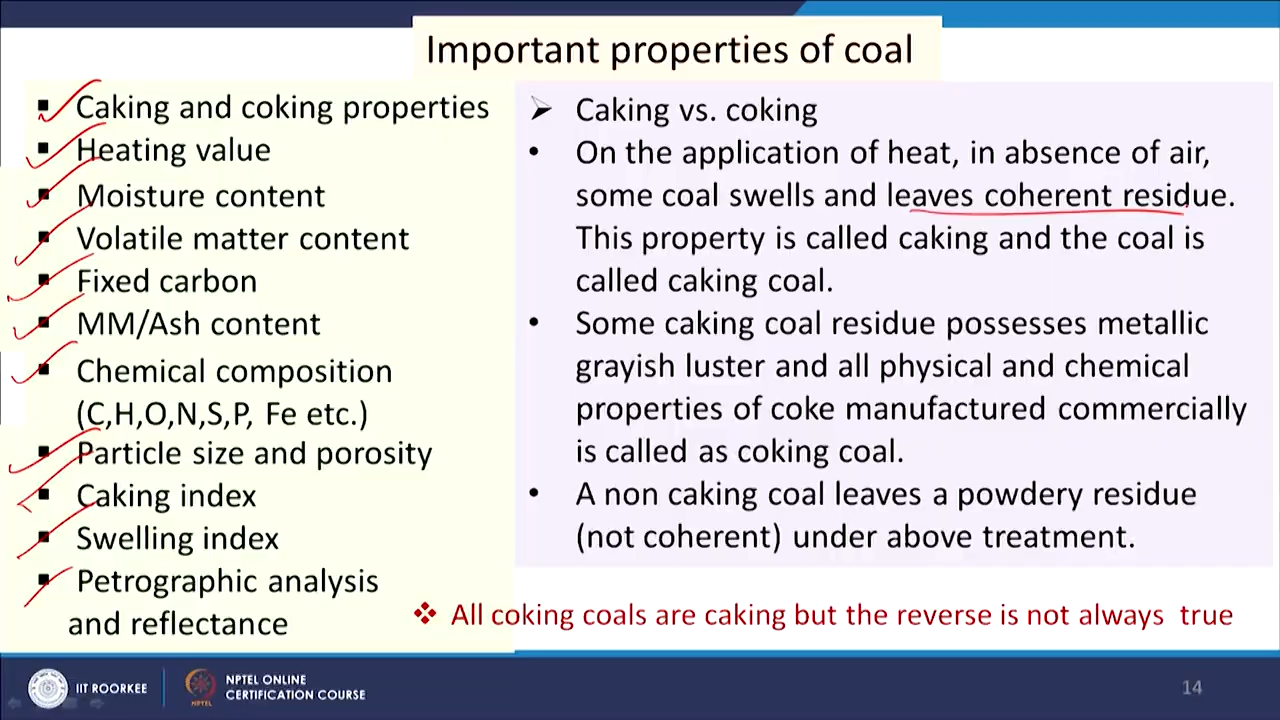 Important properties of coal
▪ Caking and coking properties
▪ Heating value
▪ Moisture content
▪ Volatile matter content
▪ Fixed carbon
▪ MM/Ash content
▪ Chemical composition
(C,H,O,N,S,P, Fe etc.)
▪ Particle size and porosity
▪ Caking index
▪ Swelling index
▪ Petrographic analysis
and reflectance
➢ Caking vs. coking
• On the application of heat, in absence of air,
some coal swells and leaves coherent residue.
This property is called caking and the coal is
called caking coal.
• Some caking coal residue possesses metallic
grayish luster and all physical and chemical
properties of coke manufactured commercially
is called as coking coal.
• A non caking coal leaves a powdery residue
(not coherent) under above treatment.
❖ All coking coals are caking but the reverse is not always true
IIT ROORKEE
NPTEL
NPTEL ONLINE
CERTIFICATION COURSE
14